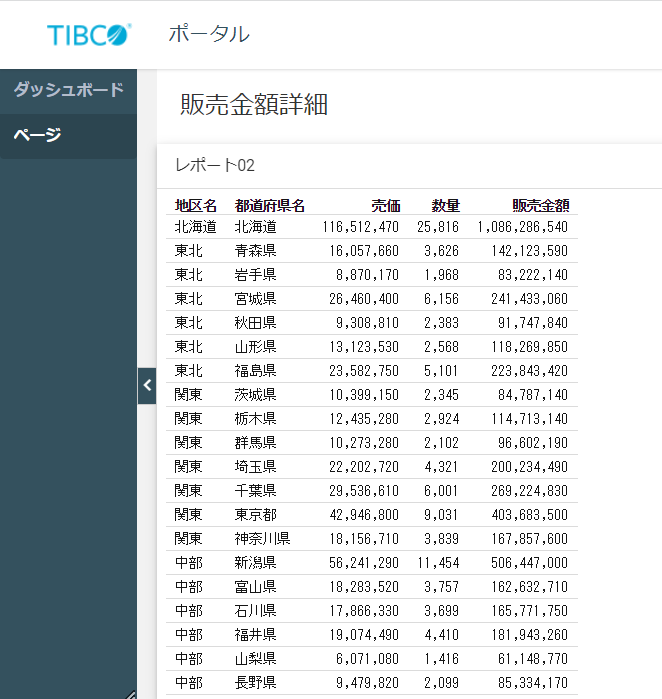 TIBCO® ポータル
ダッシュボード
ページ
販売金額詳細
レポート02
地区名 都道府県名 売価 数量 販売金額
北海道 北海道 116,512,470 25,816 1,086,286,540
東北 青森県 16,057,660 3,626 142,123,590
東北 岩手県 8,870,170 1,968 83,222,140
東北 宮城県 26,460,400 6,156 241,433,060
東北 秋田県 9,308,810 2,383 91,747,840
東北 山形県 13,123,530 2,568 118,269,850
東北 福島県 23,582,750 5,101 223,843,420
関東 茨城県 10,399,150 2,345 84,787,140
関東 栃木県 12,435,280 2,924 114,713,140
関東 群馬県 10,273,280 2,102 96,602,190
関東 埼玉県 22,202,720 4,321 200,234,490
関東 千葉県 29,536,610 6,001 269,224,830
関東 東京都 42,946,800 9,031 403,683,500
関東 神奈川県 18,156,710 3,839 167,857,600
中部 新潟県 56,241,290 11,454 506,447,000
中部 富山県 18,283,520 3,757 162,632,710
中部 石川県 17,866,330 3,699 165,771,750
中部 福井県 19,074,490 4,410 181,943,260
中部 山梨県 6,071,080 1,416 61,148,770
中部 長野県 9,479,820 2,099 85,334,170